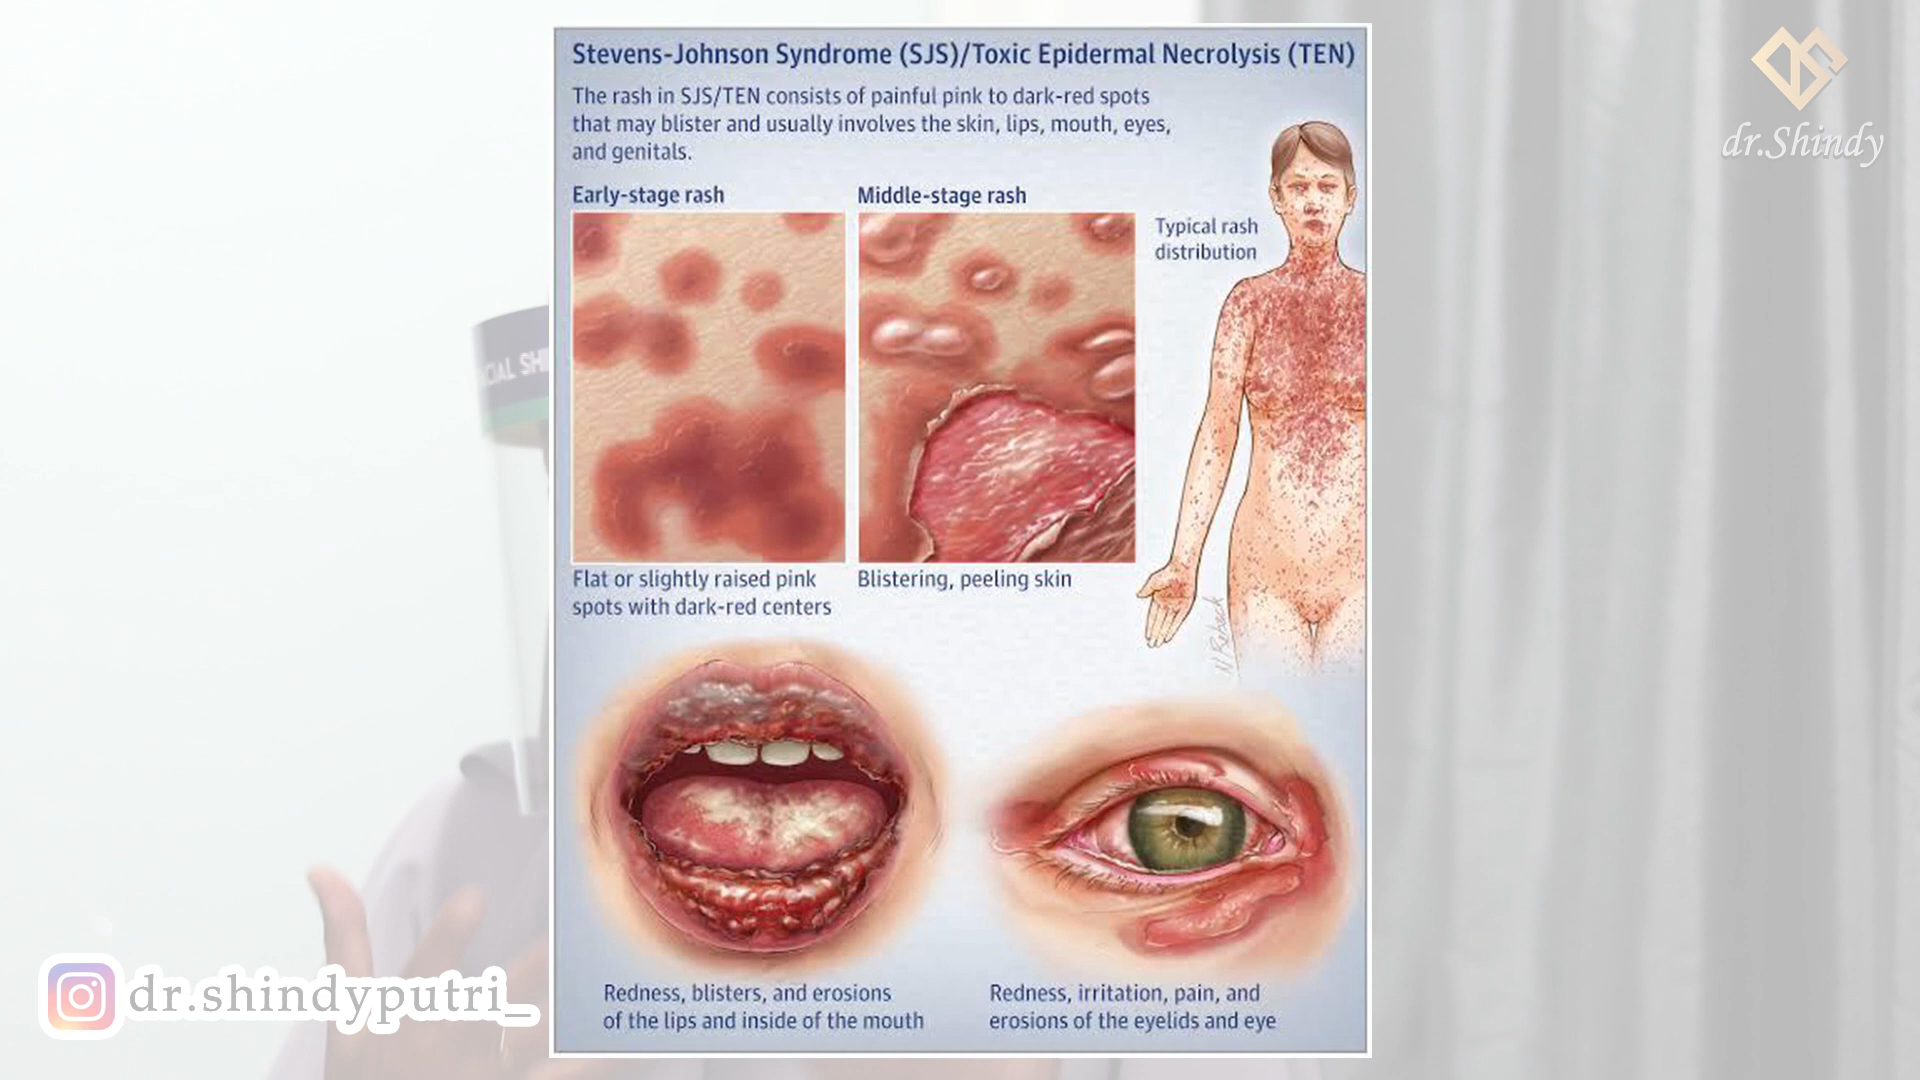 Stevens-Johnson Syndrome (SJS)/Toxic Epidermal Necrolysis (TEN)
The rash in SJS/TEN consists of painful pink to dark-red spots
that may blister and usually involves the skin, lips, mouth, eyes,
and genitals.
Early-stage rash
Middle-stage rash
Typical rash
distribution
Flat or slightly raised pink
spots with dark-red centers
Blistering, peeling skin
Redness, blisters, and erosions
of the lips and inside of the mouth
Redness, irritation, pain, and
erosions of the eyelids and eye
dr.Shindy
dr.shindyputri_